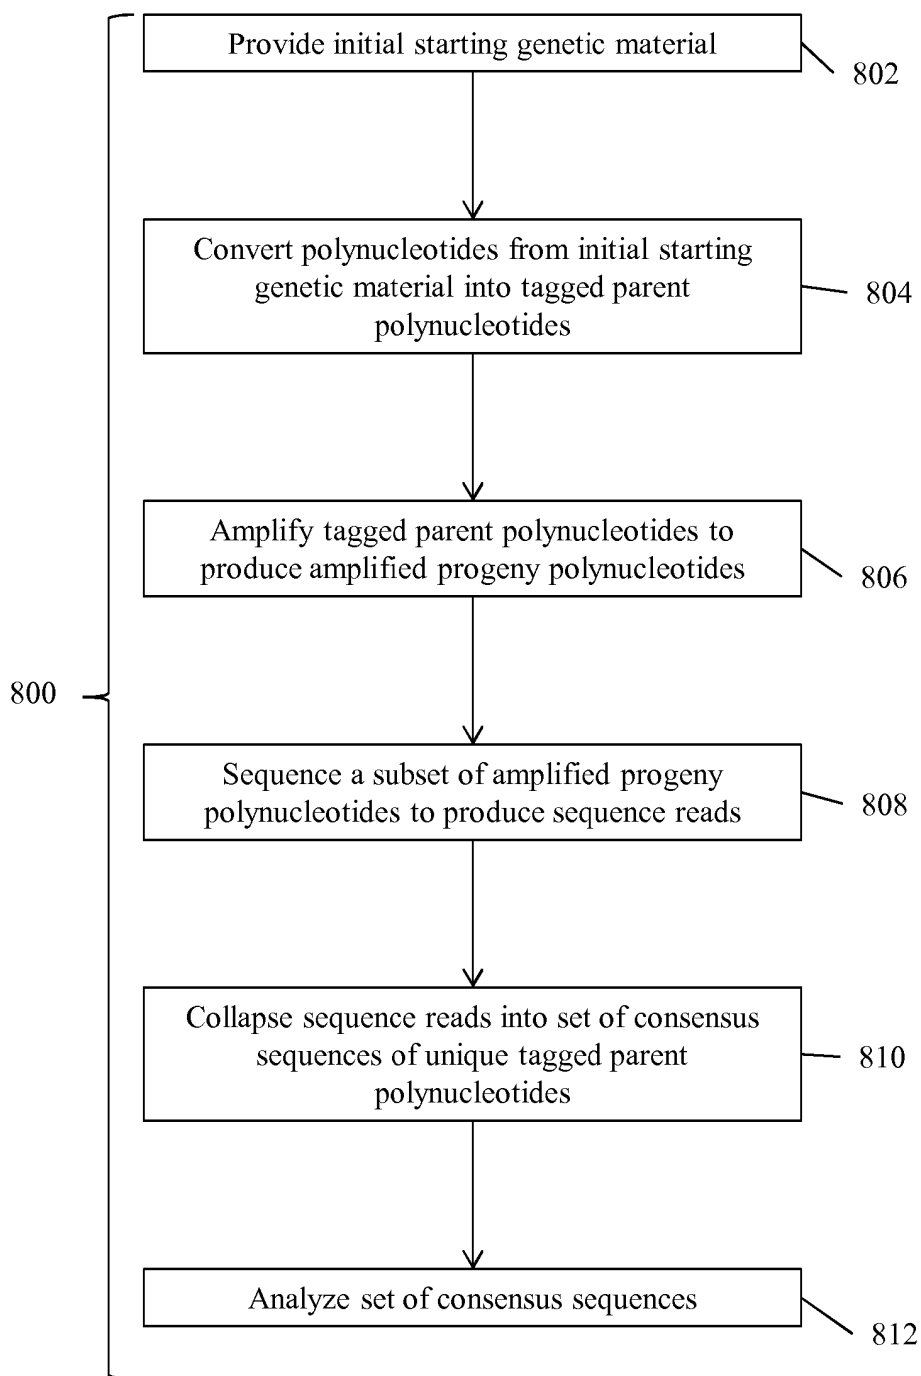 Provide initial starting genetic material
802
Convert polynucleotides from initial starting
genetic material into tagged parent
polynucleotides
804
Amplify tagged parent polynucleotides to
produce amplified progeny polynucleotides
806
800
Sequence a subset of amplified progeny
polynucleotides to produce sequence reads
808
Collapse sequence reads into set of consensus
sequences of unique tagged parent
polynucleotides
810
Analyze set of consensus sequences
812